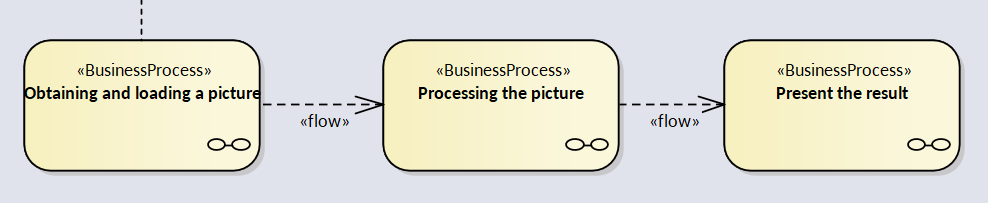 «BusinessProcess»
Obtaining and loading a picture
«flow»
«BusinessProcess»
Processing the picture
«flow»
«BusinessProcess»
Present the result